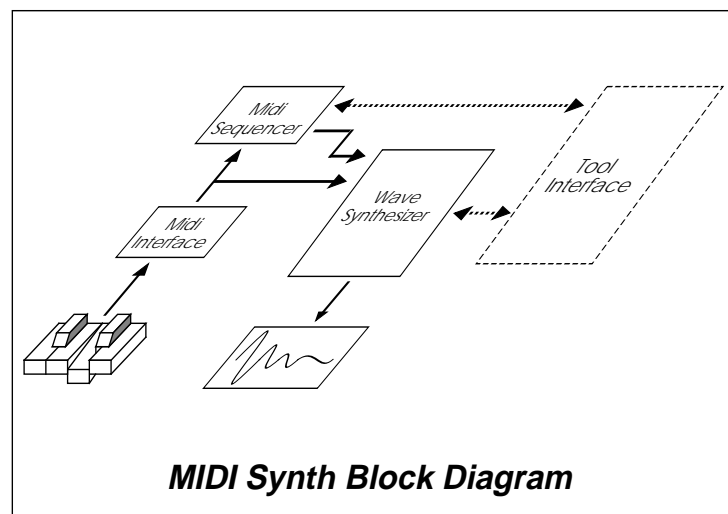 Midi
Sequencer
Tool
Interface
Wave
Synthesizer
Midi
Interface
MIDI Synth Block Diagram